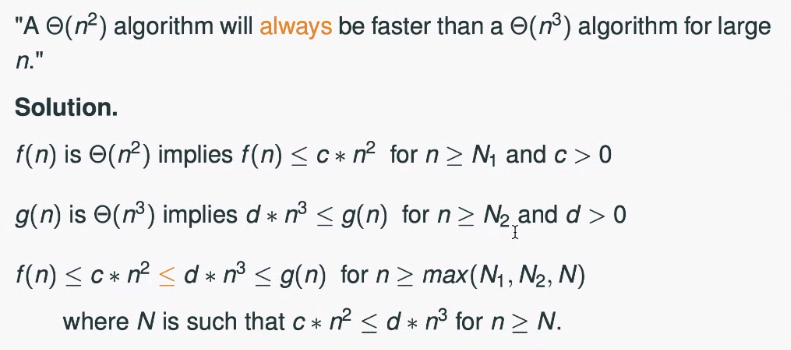 "A Θ(n²) algorithm will always be faster than a Θ(n³) algorithm for large
n."
Solution.
f(n) is Θ(n²) implies f(n) ≤ c ∗ n² for n ≥ N₁ and c > 0
g(n) is Θ(n³) implies d ∗ n³ ≤ g(n) for n ≥ N₂ and d > 0
f(n) ≤ c ∗ n² ≤ d ∗ n³ ≤ g(n) for n ≥ max(N₁, N₂, N)
where N is such that c ∗ n² ≤ d ∗ n³ for n ≥ N.